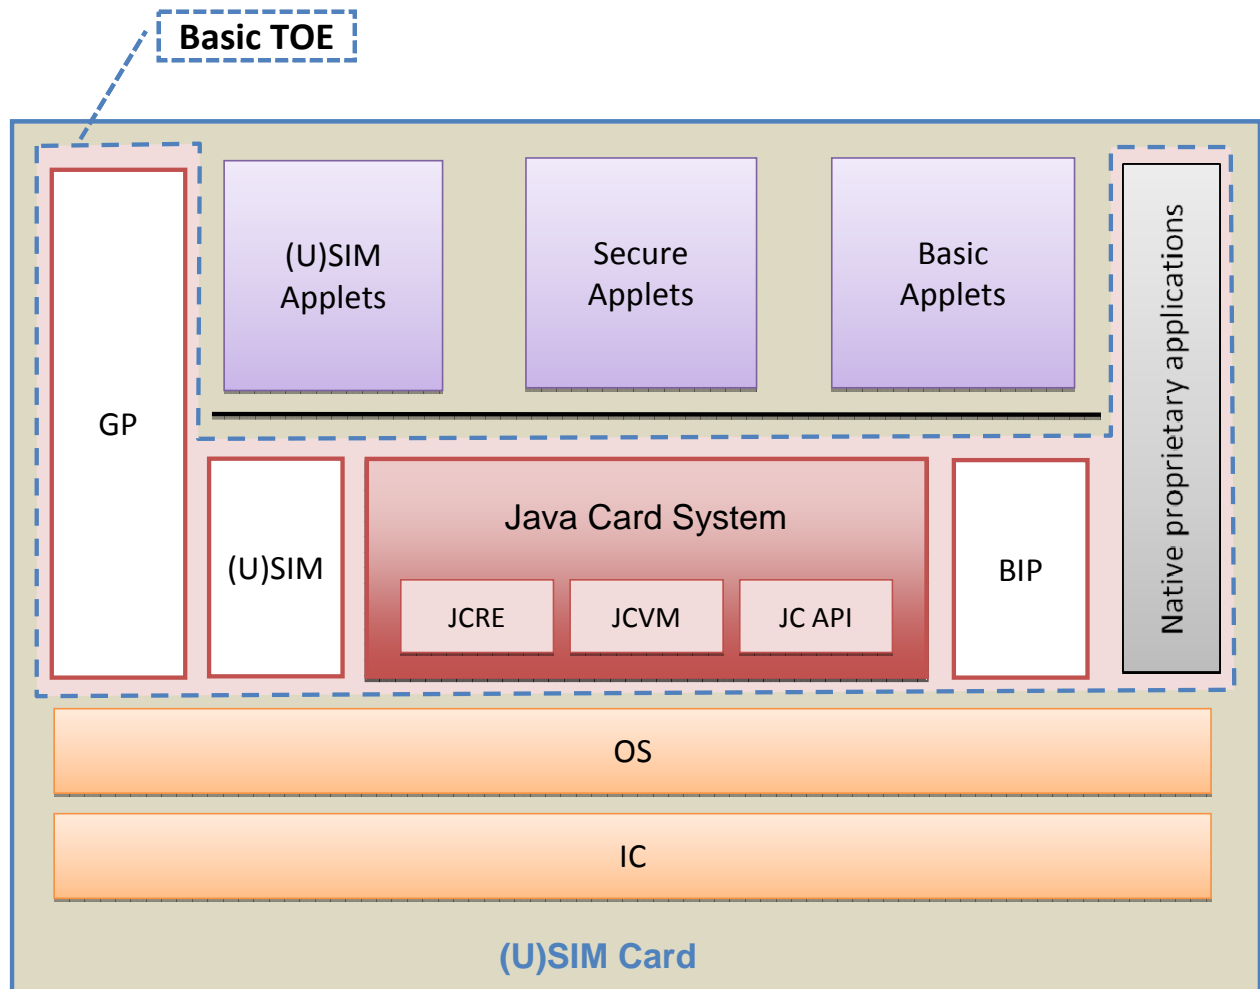 Basic TOE
(U)SIM
Applets
Secure
Applets
Basic
Applets
Native proprietary applications
GP
(U)SIM
Java Card System
JCRE
JCVM
JC API
BIP
OS
IC
(U)SIM Card